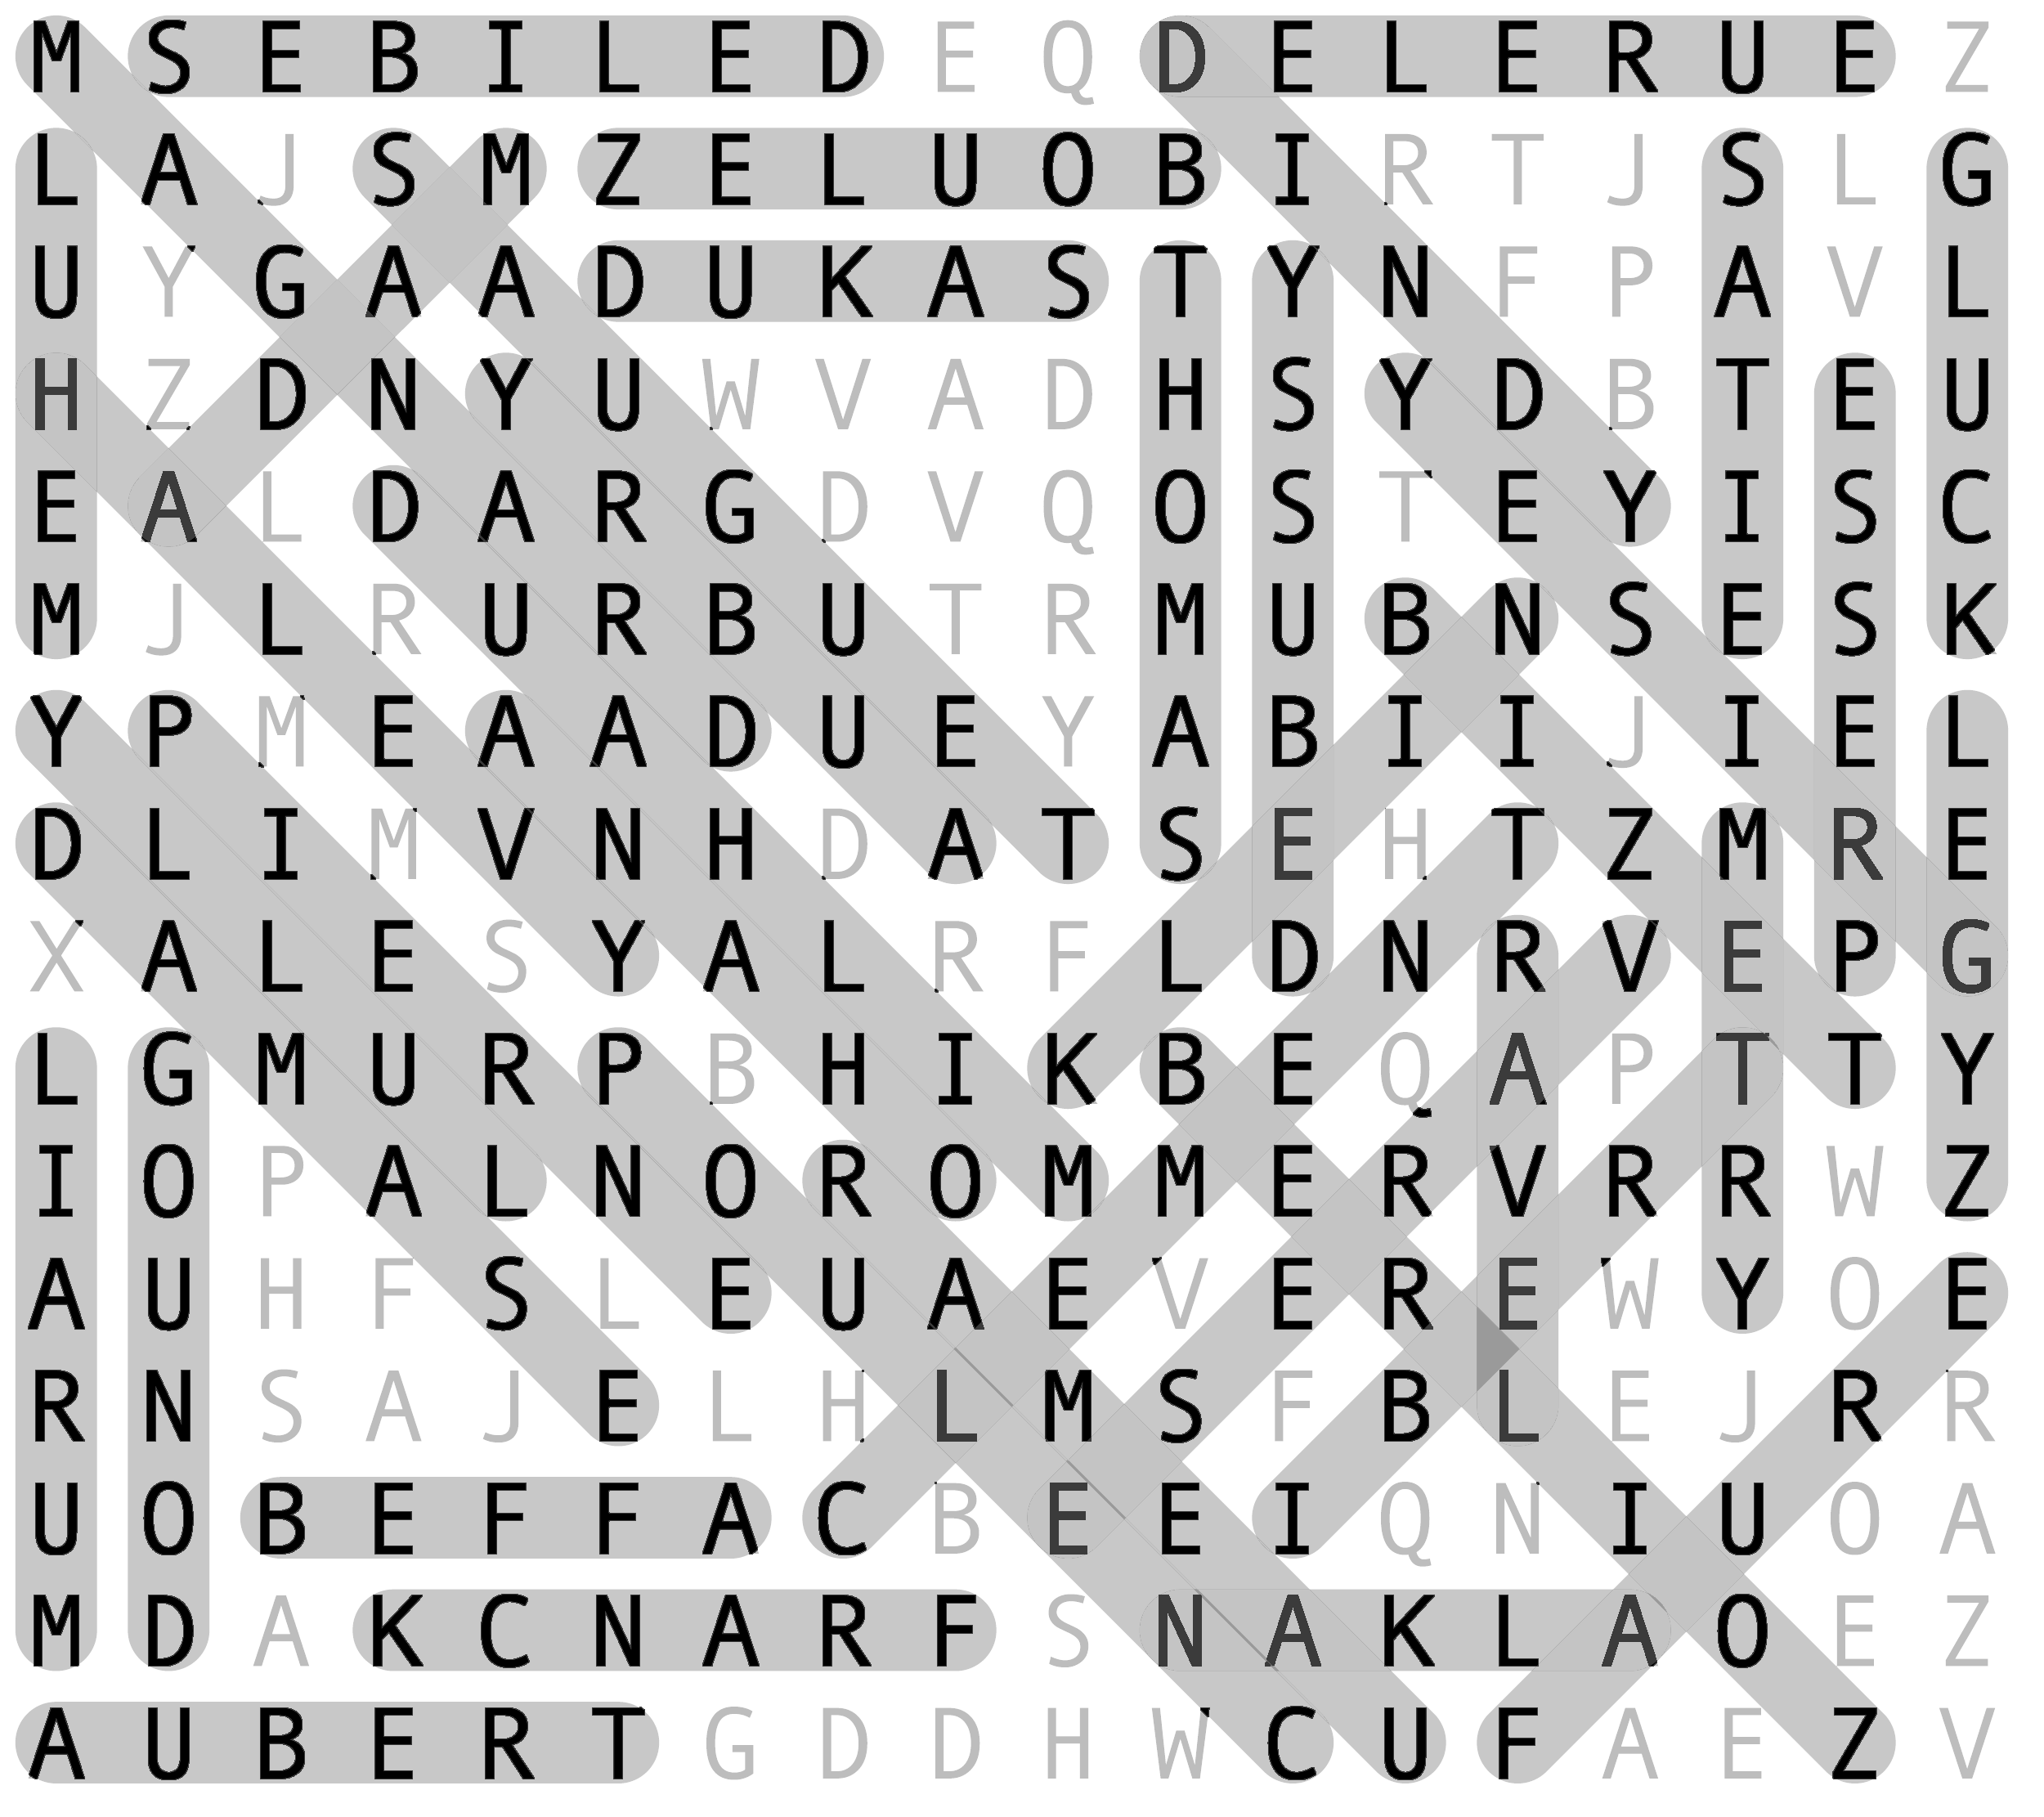 M S E B I L E D E Q D E L E R U E Z
L A J S M Z E L U O B I R T J S L G
U Y G A A D U K A S T Y N F P A V L
H Z D N Y U W V A D H S Y D B T E U
E A L D A R G D V Q O S T E Y I S C
M J L R U R B U T R M U B N S E S K
Y P M E A A D U E Y A B I I J I E L
D L I M V N H D A T S E H T Z M R E
X A L E S Y A L R F L D N R V E P G
L G M U R P B H I K B E Q A P T T Y
I O P A L N O R O M M E R V R R W Z
A U H F S L E U A E V E R E W Y O E
R N S A J E L H L M S F B L E J R R
U O B E F F A C B E E I Q N I U O A
M D A K C N A R F S N A K L A O E Z
A U B E R T G D D H W C U F A E Z V